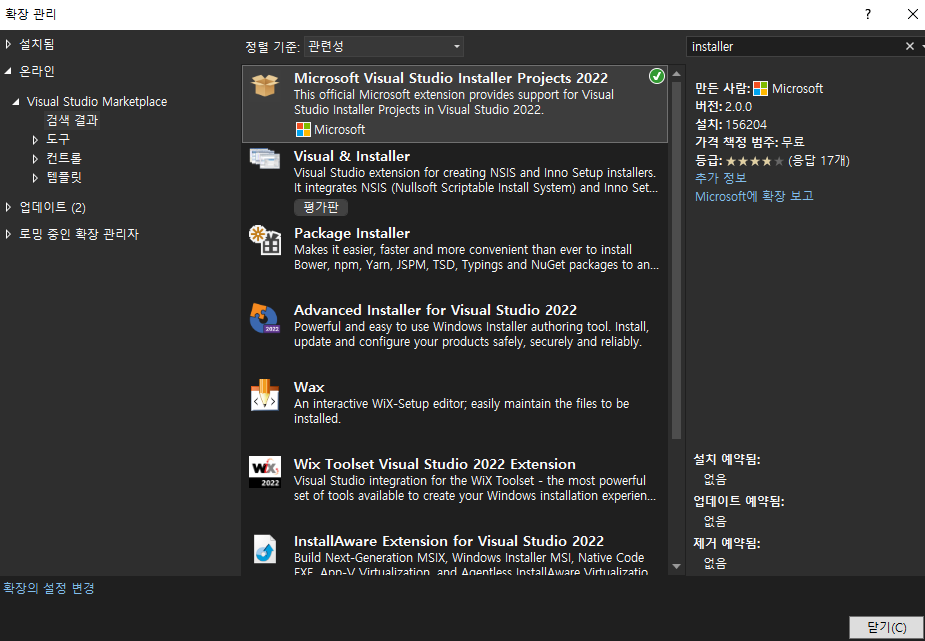 확장 관리
?
설치됨
온라인
Visual Studio Marketplace
검색 결과
도구
컨트롤
템플릿
업데이트 (2)
로밍 중인 확장 관리자
정렬 기준: 관련성
Microsoft Visual Studio Installer Projects 2022
This official Microsoft extension provides support for Visual
Studio Installer Projects in Visual Studio 2022.
Microsoft
Visual & Installer
Visual Studio extension for creating NSIS and Inno Setup installers.
It integrates NSIS (Nullsoft Scriptable Install System) and Inno Set...
평가판
Package Installer
Makes it easier, faster and more convenient than ever to install
Bower, npm, Yarn, JSPM, TSD, Typings and NuGet packages to an...
2022
Advanced Installer for Visual Studio 2022
Powerful and easy to use Windows Installer authoring tool. Install,
update and configure your products safely, securely and reliably.
Wax
An interactive WiX-Setup editor; easily maintain the files to be
installed.
WiX
2022
Wix Toolset Visual Studio 2022 Extension
Visual Studio integration for the WiX Toolset - the most powerful
set of tools available to create your Windows installation experien...
InstallAware Extension for Visual Studio 2022
Build Next-Generation MSIX, Windows Installer MSI, Native Code
EXE, App-V Virtualization, and Agentless InstallAware Virtualizatio
installer
만든 사람: Microsoft
버전: 2.0.0
설치: 156204
가격 책정 범주: 무료
등급: ★★★★★ (응답 17개)
추가 정보
Microsoft에 확장 보고
설치 예약됨:
없음
업데이트 예약됨:
없음
제거 예약됨:
없음
확장의 설정 변경
닫기(C)